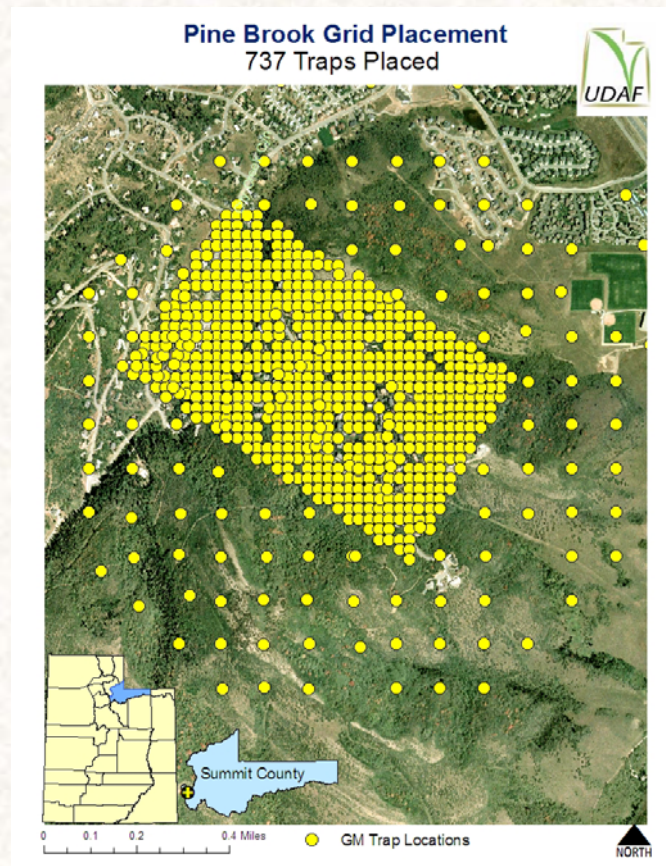 Pine Brook Grid Placement
737 Traps Placed
UDAF
Summit County
0 0.1 0.2 0.4 Miles
GM Trap Locations
NORTH